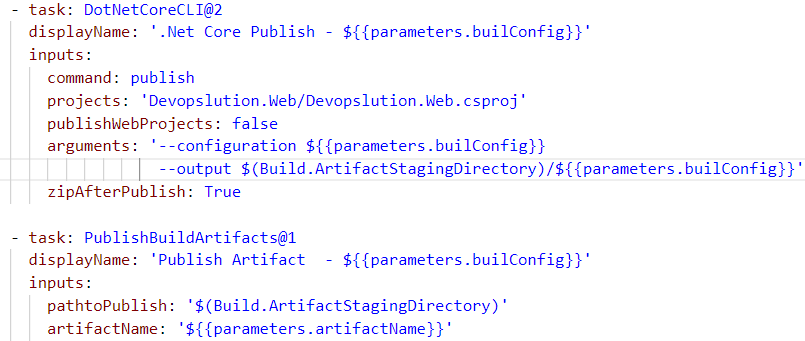 - task: DotNetCoreCLI@2
  displayName: '.Net Core Publish - ${{parameters.builConfig}}'
  inputs:
    command: publish
    projects: 'Devopslution.Web/Devopslution.Web.csproj'
    publishWebProjects: false
    arguments: '--configuration ${{parameters.builConfig}}
                --output $(Build.ArtifactStagingDirectory)/${{parameters.builConfig}}'
    zipAfterPublish: True

- task: PublishBuildArtifacts@1
  displayName: 'Publish Artifact  - ${{parameters.builConfig}}'
  inputs:
    pathtoPublish: '$(Build.ArtifactStagingDirectory)'
    artifactName: '${{parameters.artifactName}}'